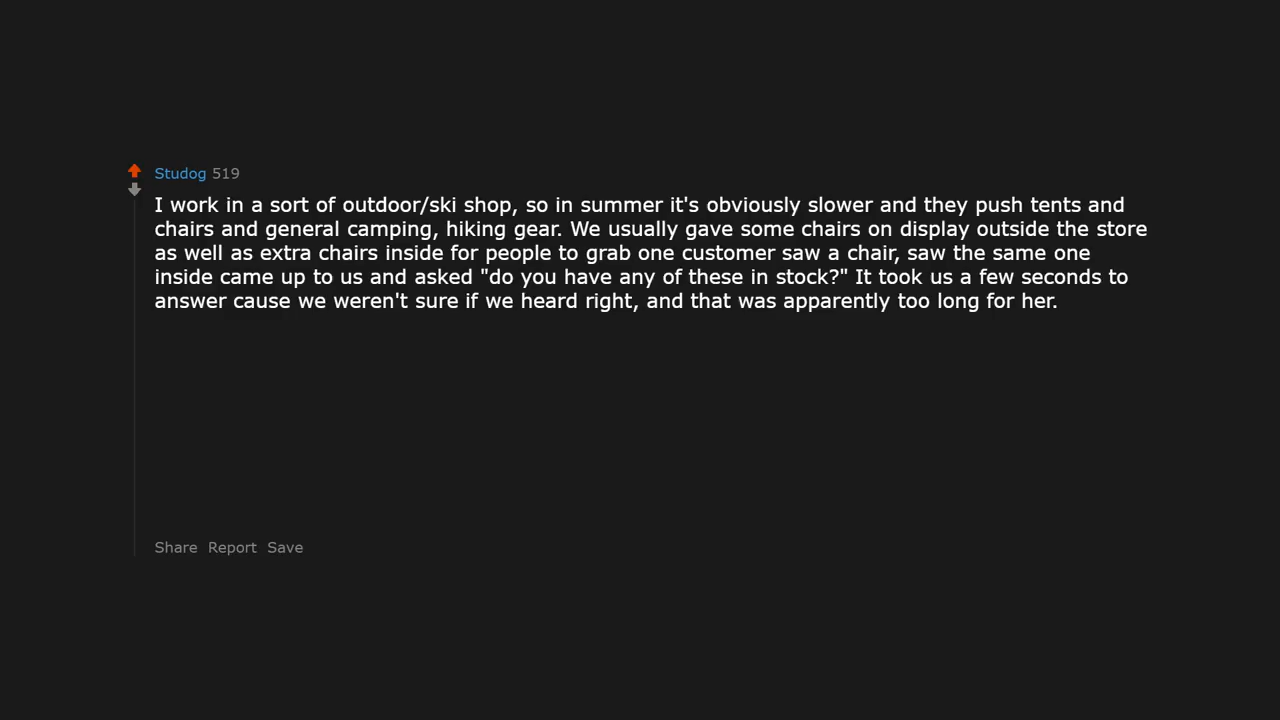 Studog 519
I work in a sort of outdoor/ski shop, so in summer it's obviously slower and they push tents and
chairs and general camping, hiking gear. We usually gave some chairs on display outside the store
as well as extra chairs inside for people to grab one customer saw a chair, saw the same one
inside came up to us and asked "do you have any of these in stock?" It took us a few seconds to
answer cause we weren't sure if we heard right, and that was apparently too long for her.
Share Report Save